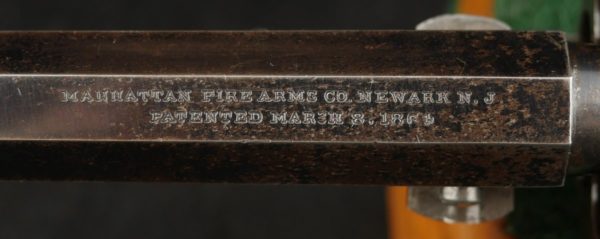 MANHATTAN FIRE ARMS CO. NEWARK N. J
PATENTED MARCH 8. 1864